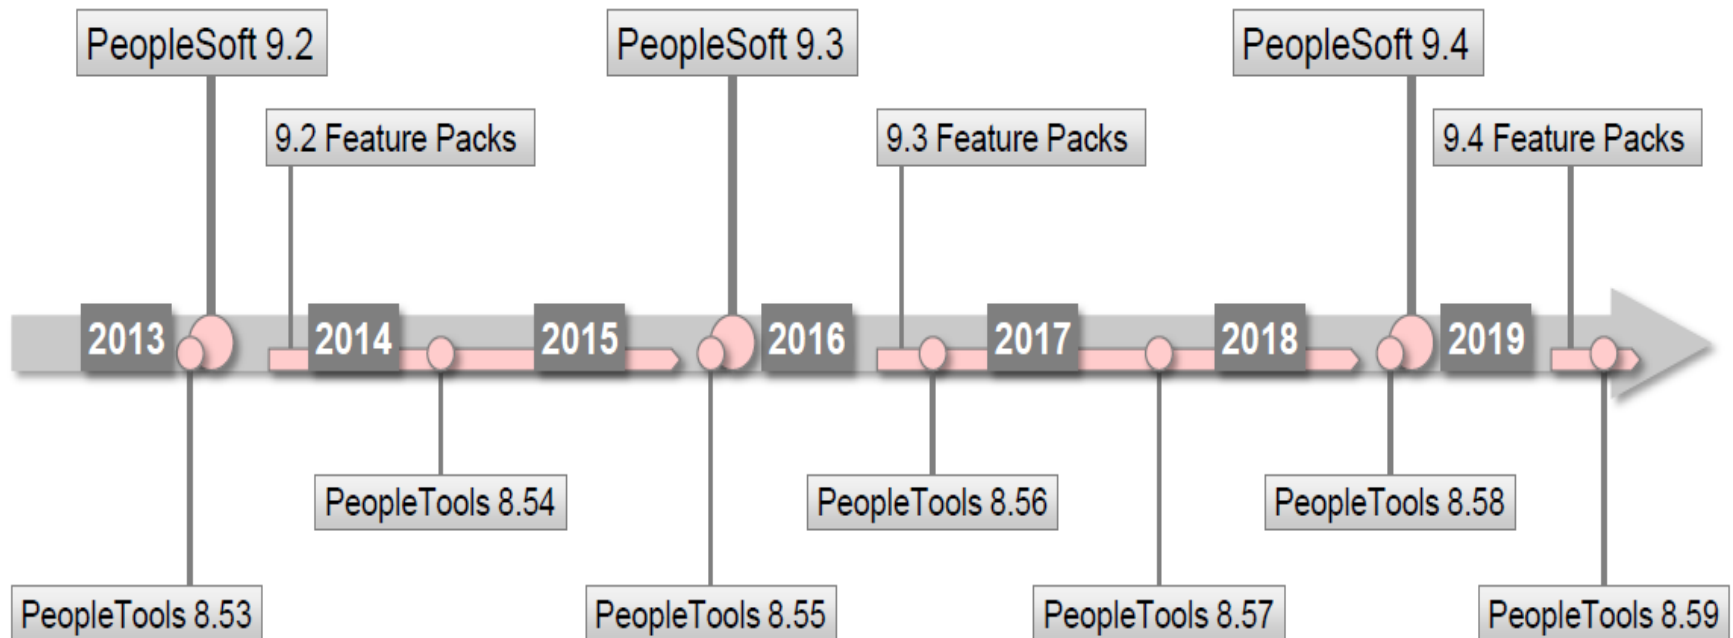 PeopleSoft 9.2
PeopleSoft 9.3
PeopleSoft 9.4
9.2 Feature Packs
9.3 Feature Packs
9.4 Feature Packs
2013
2014
2015
2016
2017
2018
2019
PeopleTools 8.54
PeopleTools 8.56
PeopleTools 8.58
PeopleTools 8.53
PeopleTools 8.55
PeopleTools 8.57
PeopleTools 8.59